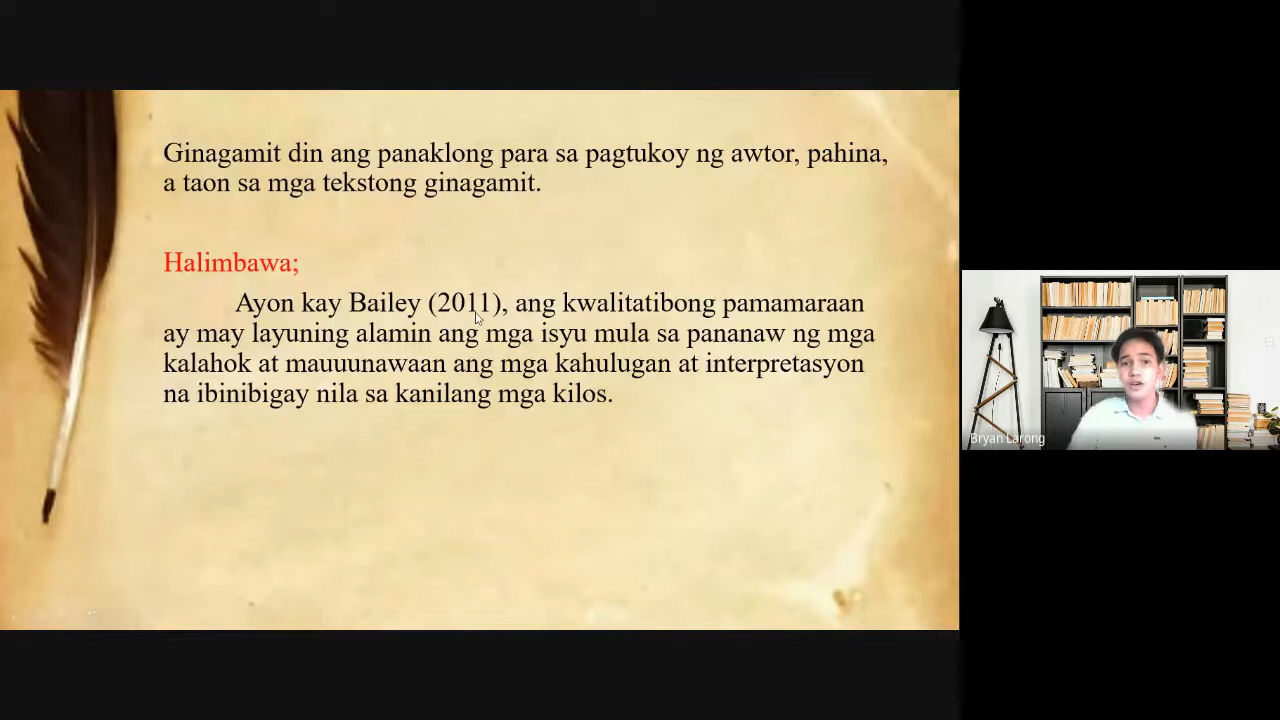 Ginagamit din ang panaklong para sa pagtukoy ng awtor, pahina,
a taon sa mga tekstong ginagamit.
Halimbawa;
Ayon kay Bailey (2011), ang kwalitatibong pamamaraan
ay may layuning alamin ang mga isyu mula sa pananaw ng mga
kalahok at mauuunawaan ang mga kahulugan at interpretasyon
na ibinibigay nila sa kanilang mga kilos.
Bryan Larong